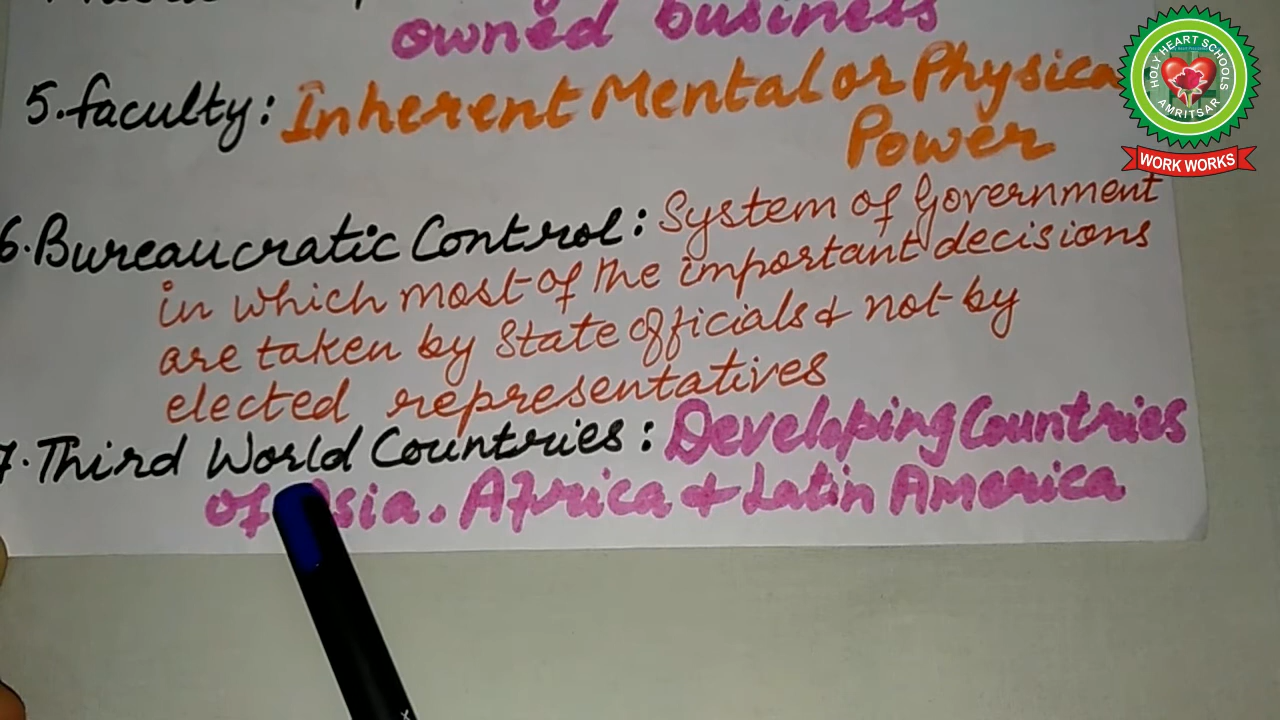 owned business
5. faculty: Inherent Mental or Physica
Power
6. Bureaucratic Control: System of Government
in which most of the important decisions
are taken by State officials & not by
elected representatives
7. Third World Countries: Developing Countries
of Asia. Africa & Latin America
HOLY HEART SCHOOLS
AMRITSAR
WORK WORKS